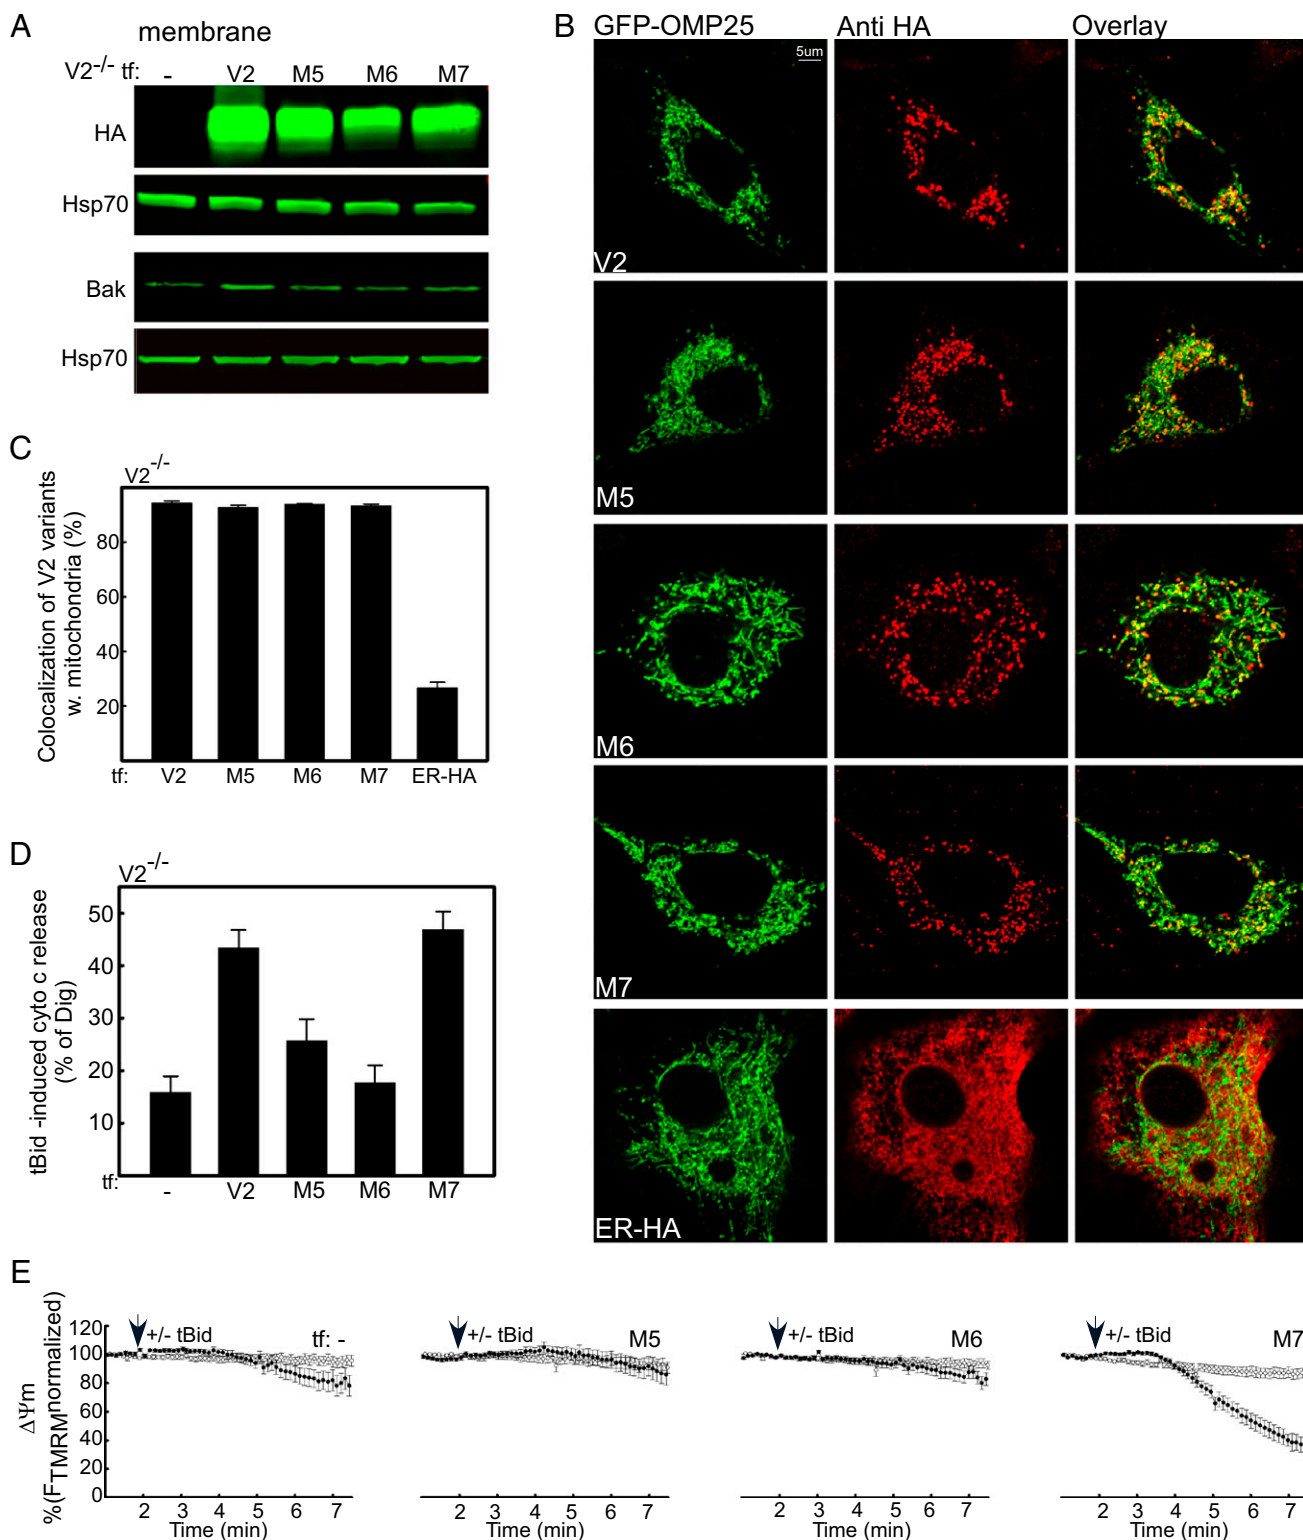 A
membrane
V2-/- tf: - V2 M5 M6 M7
HA
Hsp70
Bak
Hsp70
B
GFP-OMP25 Anti HA Overlay
5um
V2
M5
M6
M7
ER-HA
C
V2-/-
Colocalization of V2 variants
w. mitochondria (%)
80
60
40
20
tf: V2 M5 M6 M7 ER-HA
D
V2-/-
tBid -induced cyto c release
(% of Dig)
50
40
30
20
10
tf: - V2 M5 M6 M7
E
ΔΨm
%(FTMRMnormalized)
120
100
80
60
40
20
0
+/- tBid tf: -
2 3 4 5 6 7
Time (min)
+/- tBid M5
2 3 4 5 6 7
Time (min)
+/- tBid M6
2 3 4 5 6 7
Time (min)
+/- tBid M7
2 3 4 5 6 7
Time (min)